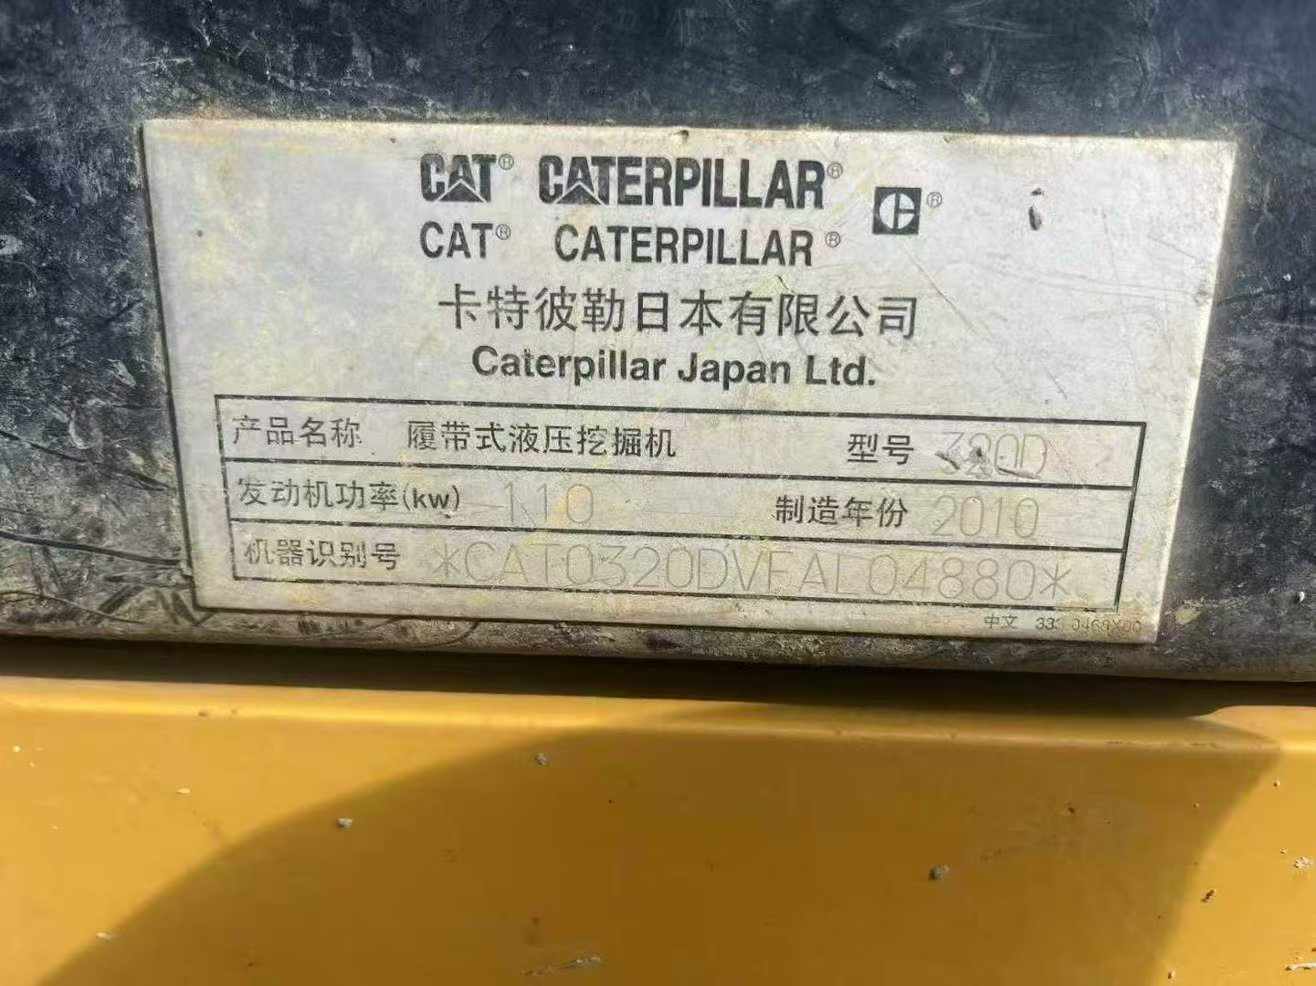 CAT® CATERPILLAR® ®
CAT® CATERPILLAR®
卡特彼勒日本有限公司
Caterpillar Japan Ltd.
产品名称 履带式液压挖掘机 型号 320D
发动机功率(kw) 110 制造年份 2010
机器识别号 *CAT0320DVFAL04880*
中文